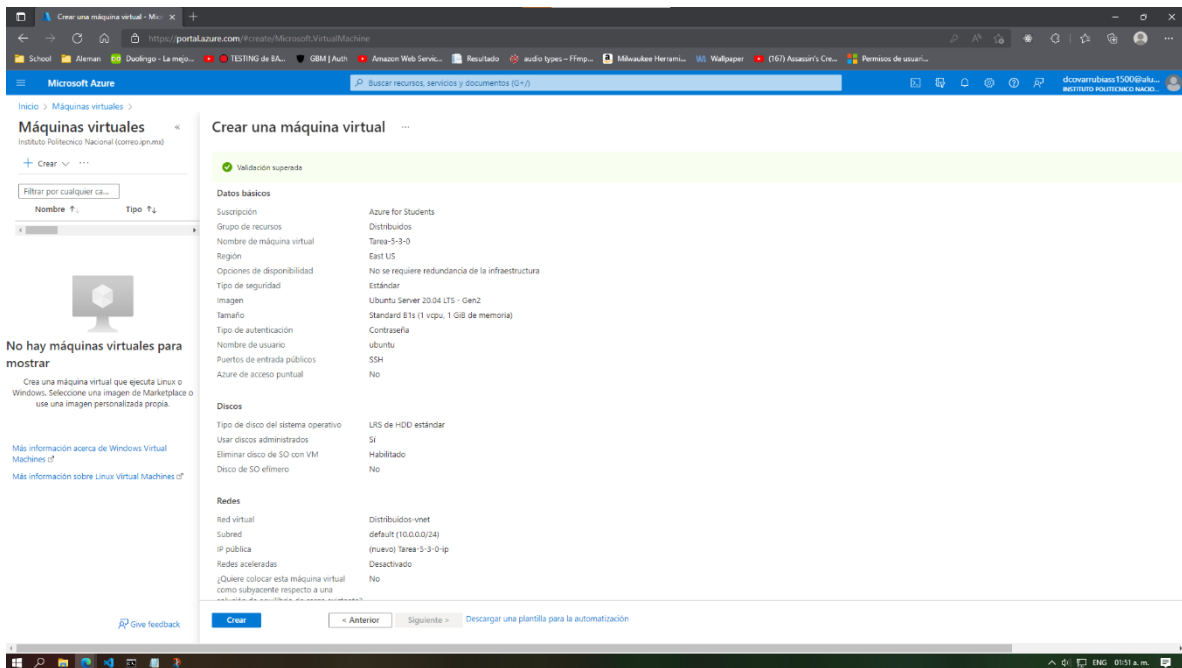 Crear una máquina virtual - Mic
https://portal.azure.com/#create/Microsoft.VirtualMachine
School Aleman Duolingo - La mejo... TESTING de BA... GBM | Auth Amazon Web Servic... Resultado audio types – FFmp... Milwaukee Herrami... Wallpaper (167) Assassin's Cre... Permisos de usuari...
Microsoft Azure
Buscar recursos, servicios y documentos (G+/)
dcovarrubiass1500@alu...
INSTITUTO POLITECNICO NACIO...
Inicio > Máquinas virtuales >
Máquinas virtuales
Instituto Politecnico Nacional (correo.ipn.mx)
+ Crear ...
Filtrar por cualquier ca...
Nombre ↑↓ Tipo ↑↓
No hay máquinas virtuales para
mostrar
Crea una máquina virtual que ejecuta Linux o
Windows. Seleccione una imagen de Marketplace o
use una imagen personalizada propia.
Más información acerca de Windows Virtual
Machines
Más información sobre Linux Virtual Machines
Give feedback
Crear una máquina virtual ...
Validación superada
Datos básicos
Suscripción Azure for Students
Grupo de recursos Distribuidos
Nombre de máquina virtual Tarea-5-3-0
Región East US
Opciones de disponibilidad No se requiere redundancia de la infraestructura
Tipo de seguridad Estándar
Imagen Ubuntu Server 20.04 LTS - Gen2
Tamaño Standard B1s (1 vcpu, 1 GiB de memoria)
Tipo de autenticación Contraseña
Nombre de usuario ubuntu
Puertos de entrada públicos SSH
Azure de acceso puntual No
Discos
Tipo de disco del sistema operativo LRS de HDD estándar
Usar discos administrados Sí
Eliminar disco de SO con VM Habilitado
Disco de SO efímero No
Redes
Red virtual Distribuidos-vnet
Subred default (10.0.0.0/24)
IP pública (nuevo) Tarea-5-3-0-ip
Redes aceleradas Desactivado
¿Quiere colocar esta máquina virtual No
como subyacente respecto a una
solución de equilibrio de carga existente?
Crear < Anterior Siguiente > Descargar una plantilla para la automatización
ENG 01:51 a. m.